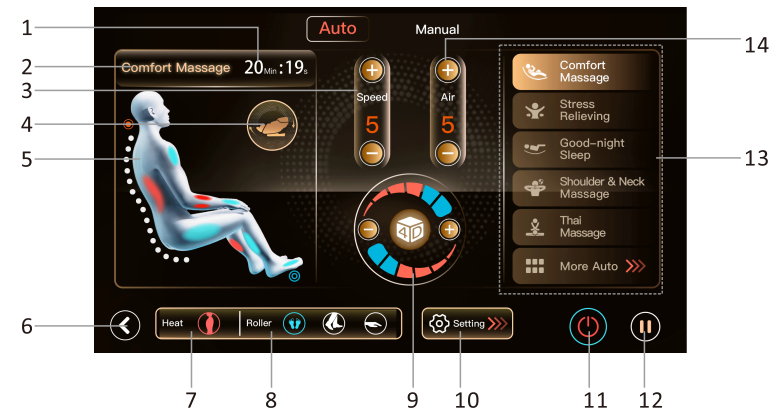 Auto
Manual
1
14
2
Comfort Massage 20Min:19s
3
Speed
5
Air
5
4
5
4D
Comfort
Massage
Stress
Relieving
Good-night
Sleep
Shoulder & Neck
Massage
Thai
Massage
More Auto
13
6
Heat
Roller
Setting
7
8
9
10
11
12